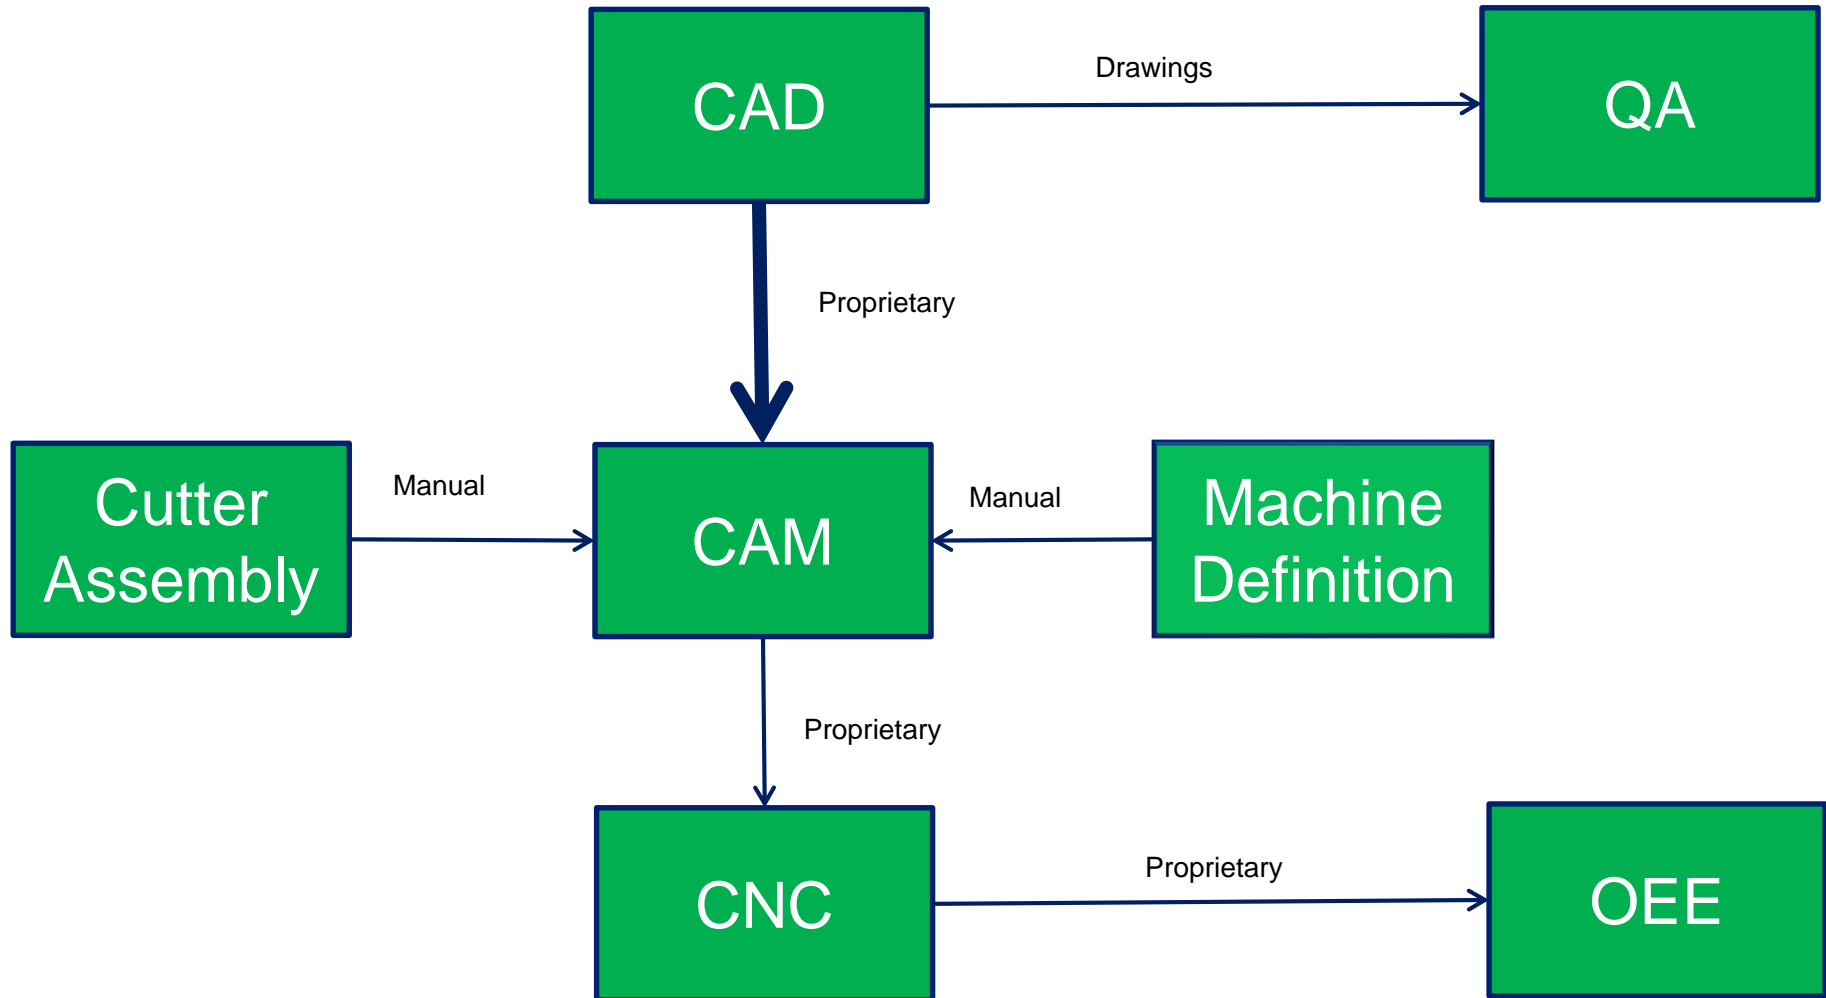 CAD
Drawings
QA
Proprietary
Cutter
Assembly
Manual
CAM
Manual
Machine
Definition
Proprietary
CNC
Proprietary
OEE